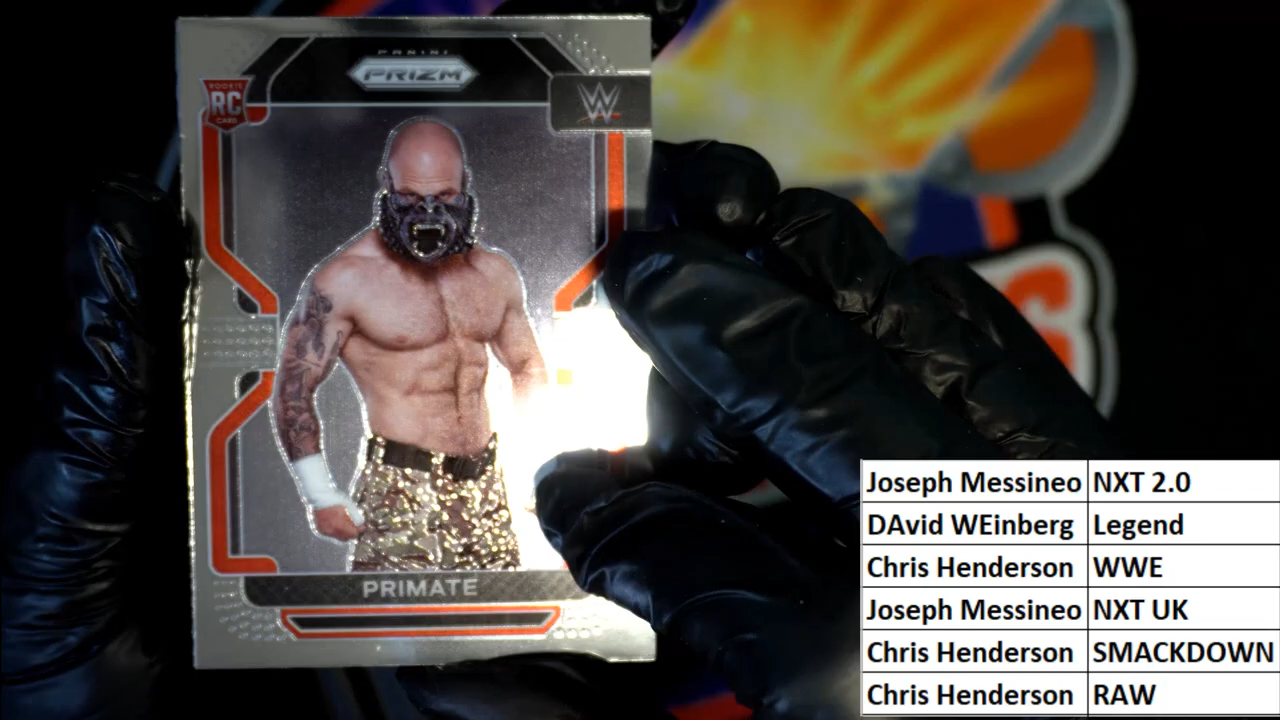 PANINI
PRIZM
ROOKIE
RC
CARD
W
PRIMATE
Joseph Messineo NXT 2.0
DAvid WEinberg Legend
Chris Henderson WWE
Joseph Messineo NXT UK
Chris Henderson SMACKDOWN
Chris Henderson RAW